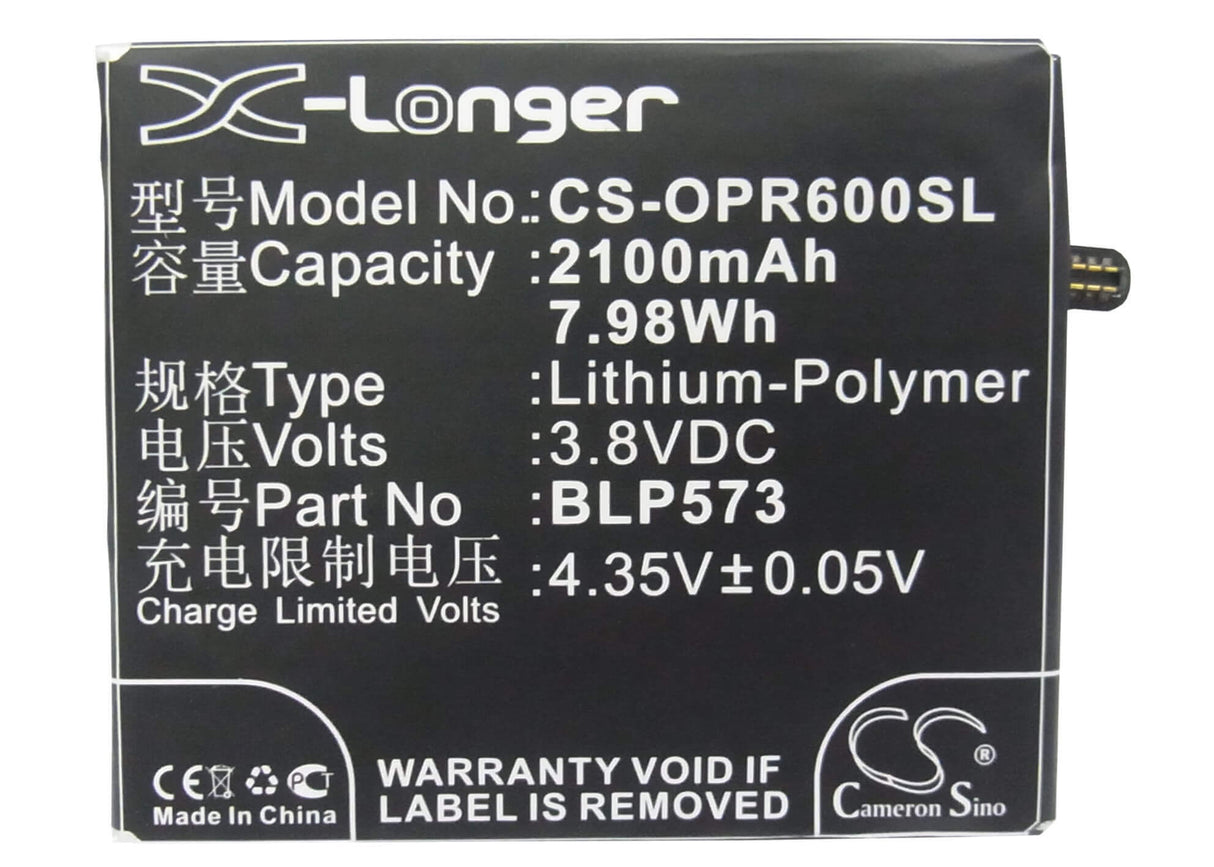 X-Longer
型号Model No.:CS-OPR600SL
容量Capacity :2100mAh
7.98Wh
规格Type :Lithium-Polymer
电压Volts :3.8VDC
编号Part No :BLP573
充电限制电压 :4.35V±0.05V
Charge Limited Volts
CE PCT
Made In China
WARRANTY VOID IF
LABEL IS REMOVED
CS®
Cameron Sino